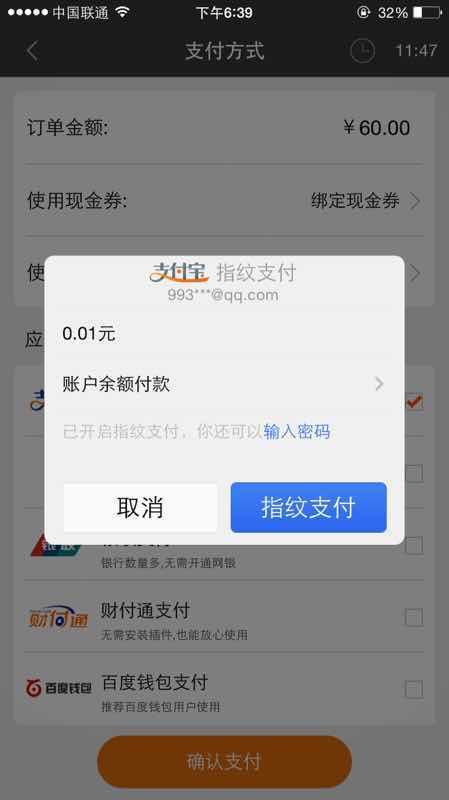 中国联通
下午6:39
32%
支付方式
11:47
订单金额:
￥60.00
使用现金券:
绑定现金券
使
支付宝 指纹支付
993***@qq.com
0.01元
应
账户余额付款
已开启指纹支付，你还可以输入密码
取消
指纹支付
银行数量多,无需开通网银
财付通
财付通支付
无需安装插件,也能放心使用
百度钱包
百度钱包支付
推荐百度钱包用户使用
确认支付